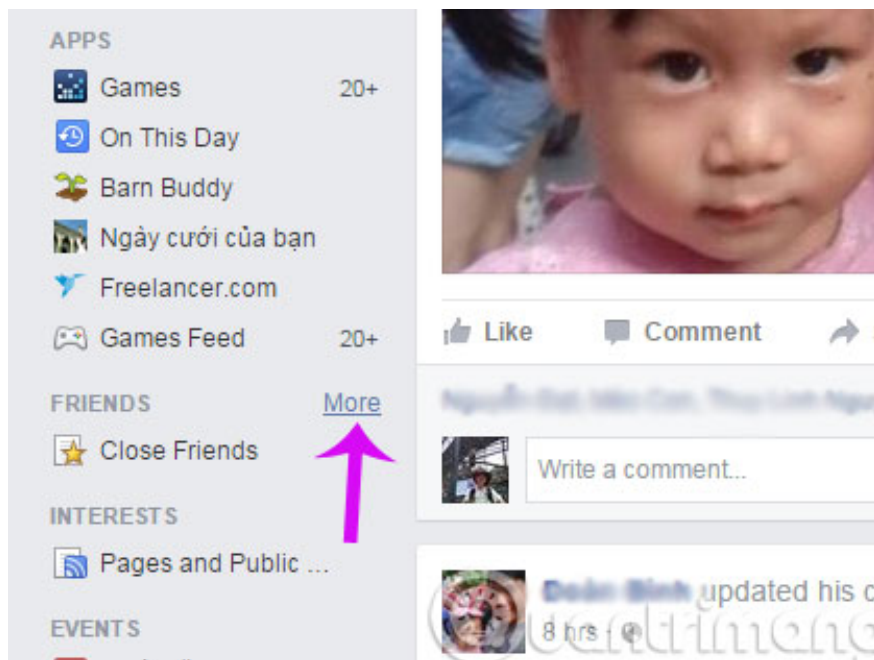 APPS
Games 20+
On This Day
Barn Buddy
Ngày cưới của bạn
Freelancer.com
Games Feed 20+
FRIENDS More
Close Friends
INTERESTS
Pages and Public ...
EVENTS
Like Comment
Write a comment...
updated his c
8 hrs
uantrimang